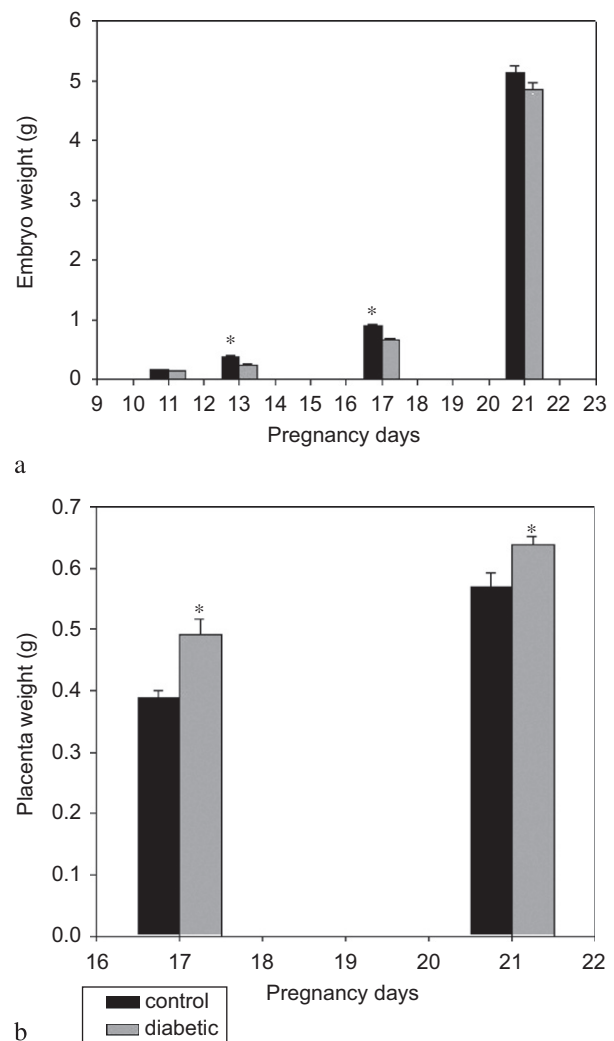 6
5
4
3
2
1
0
Embryo weight (g)
*
*
9 10 11 12 13 14 15 16 17 18 19 20 21 22 23
Pregnancy days
a
0.7
0.6
0.5
0.4
0.3
0.2
0.1
0.0
Placenta weight (g)
*
*
16 17 18 19 20 21 22
Pregnancy days
control
diabetic
b